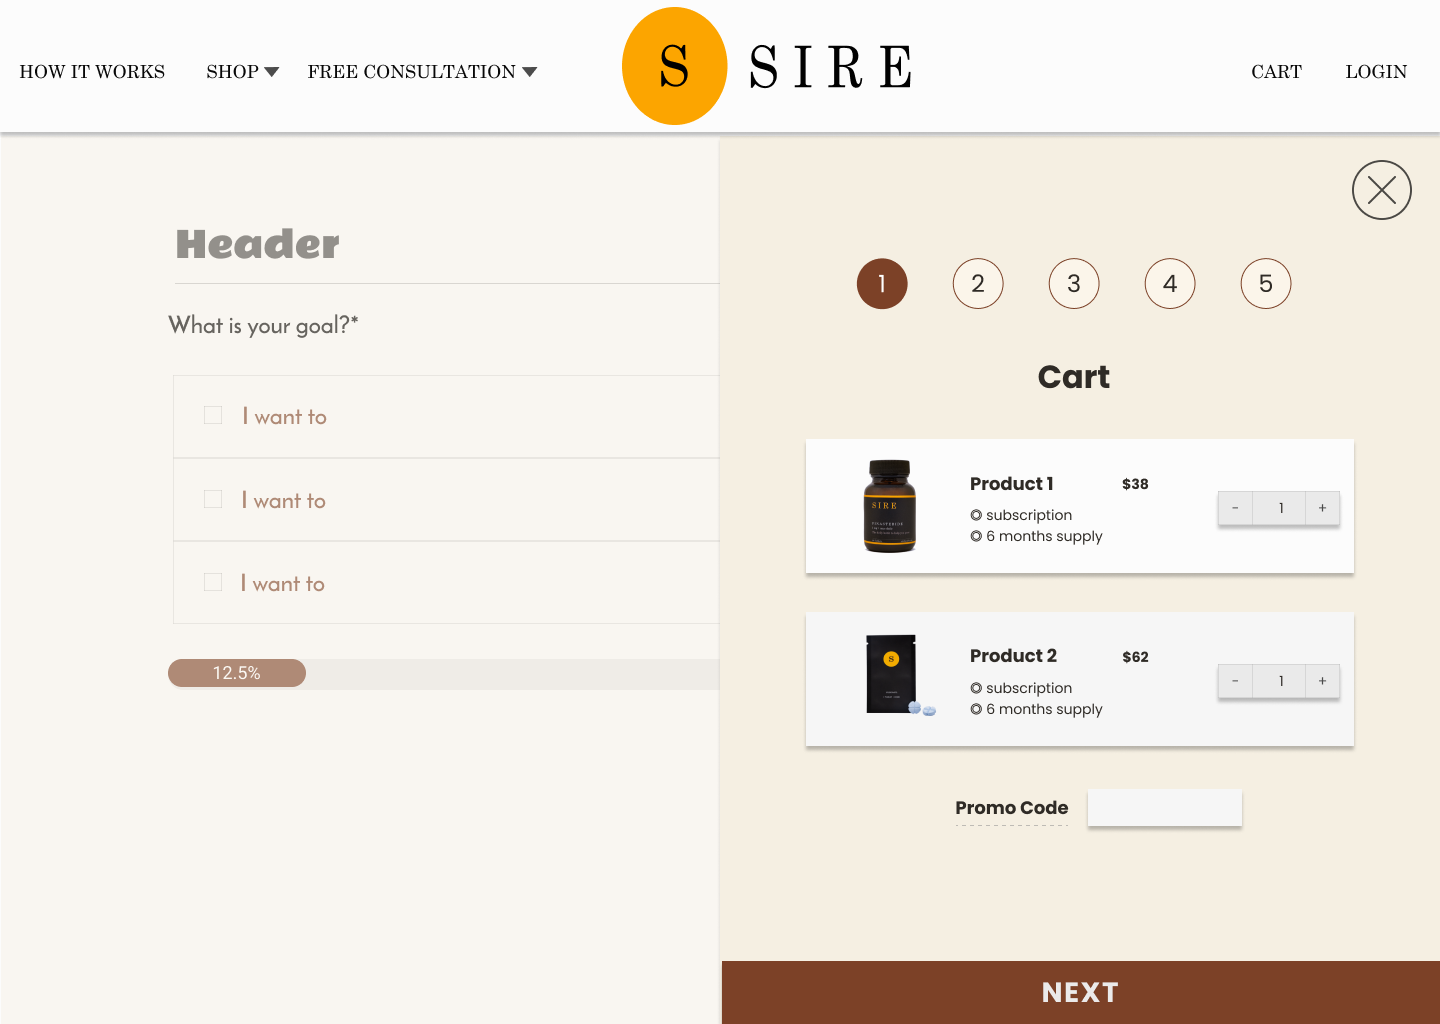 HOW IT WORKS
SHOP
FREE CONSULTATION
S
SIRE
CART
LOGIN
Header
What is your goal?*
I want to
I want to
I want to
12.5%
1
2
3
4
5
Cart
SIRE
Product 1
$38
subscription
6 months supply
-
1
+
S
Product 2
$62
subscription
6 months supply
-
1
+
Promo Code
NEXT